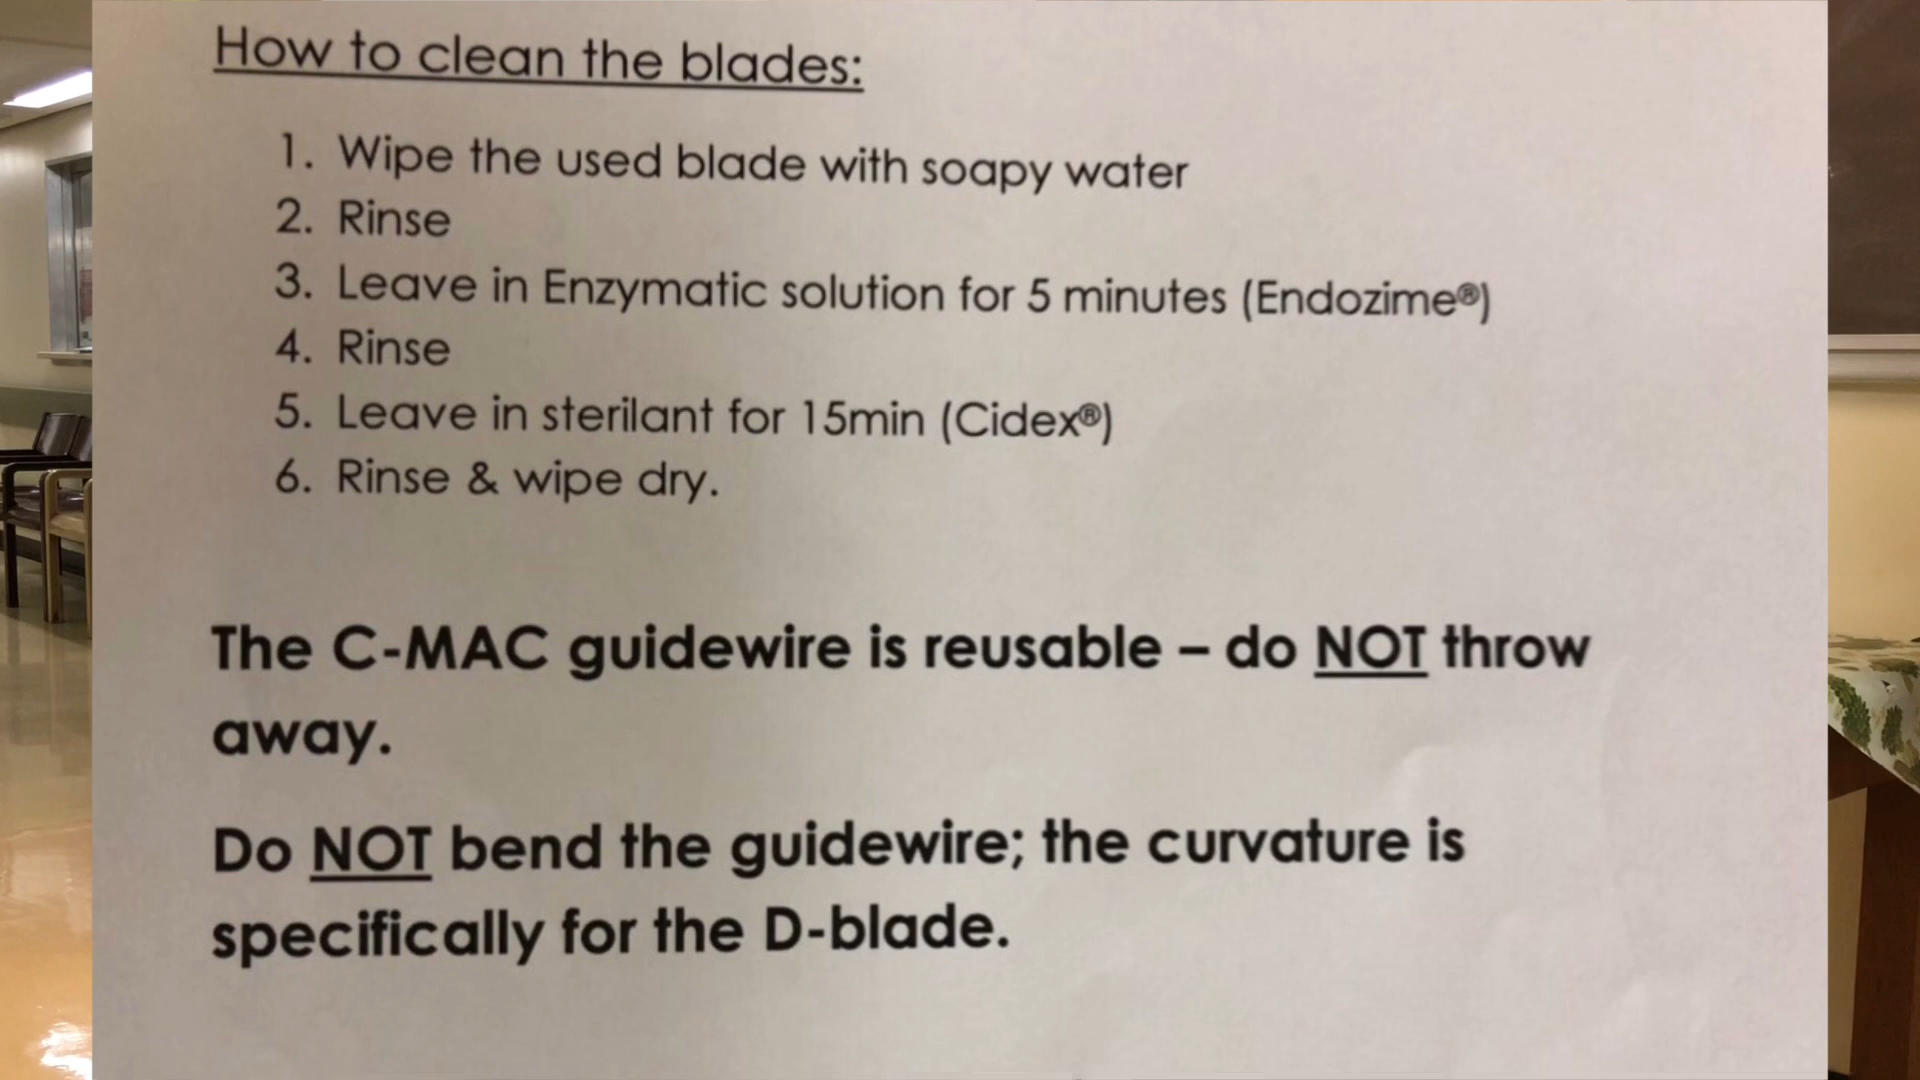 How to clean the blades:
1. Wipe the used blade with soapy water
2. Rinse
3. Leave in Enzymatic solution for 5 minutes (Endozime®)
4. Rinse
5. Leave in sterilant for 15min (Cidex®)
6. Rinse & wipe dry.
The C-MAC guidewire is reusable – do NOT throw
away.
Do NOT bend the guidewire; the curvature is
specifically for the D-blade.